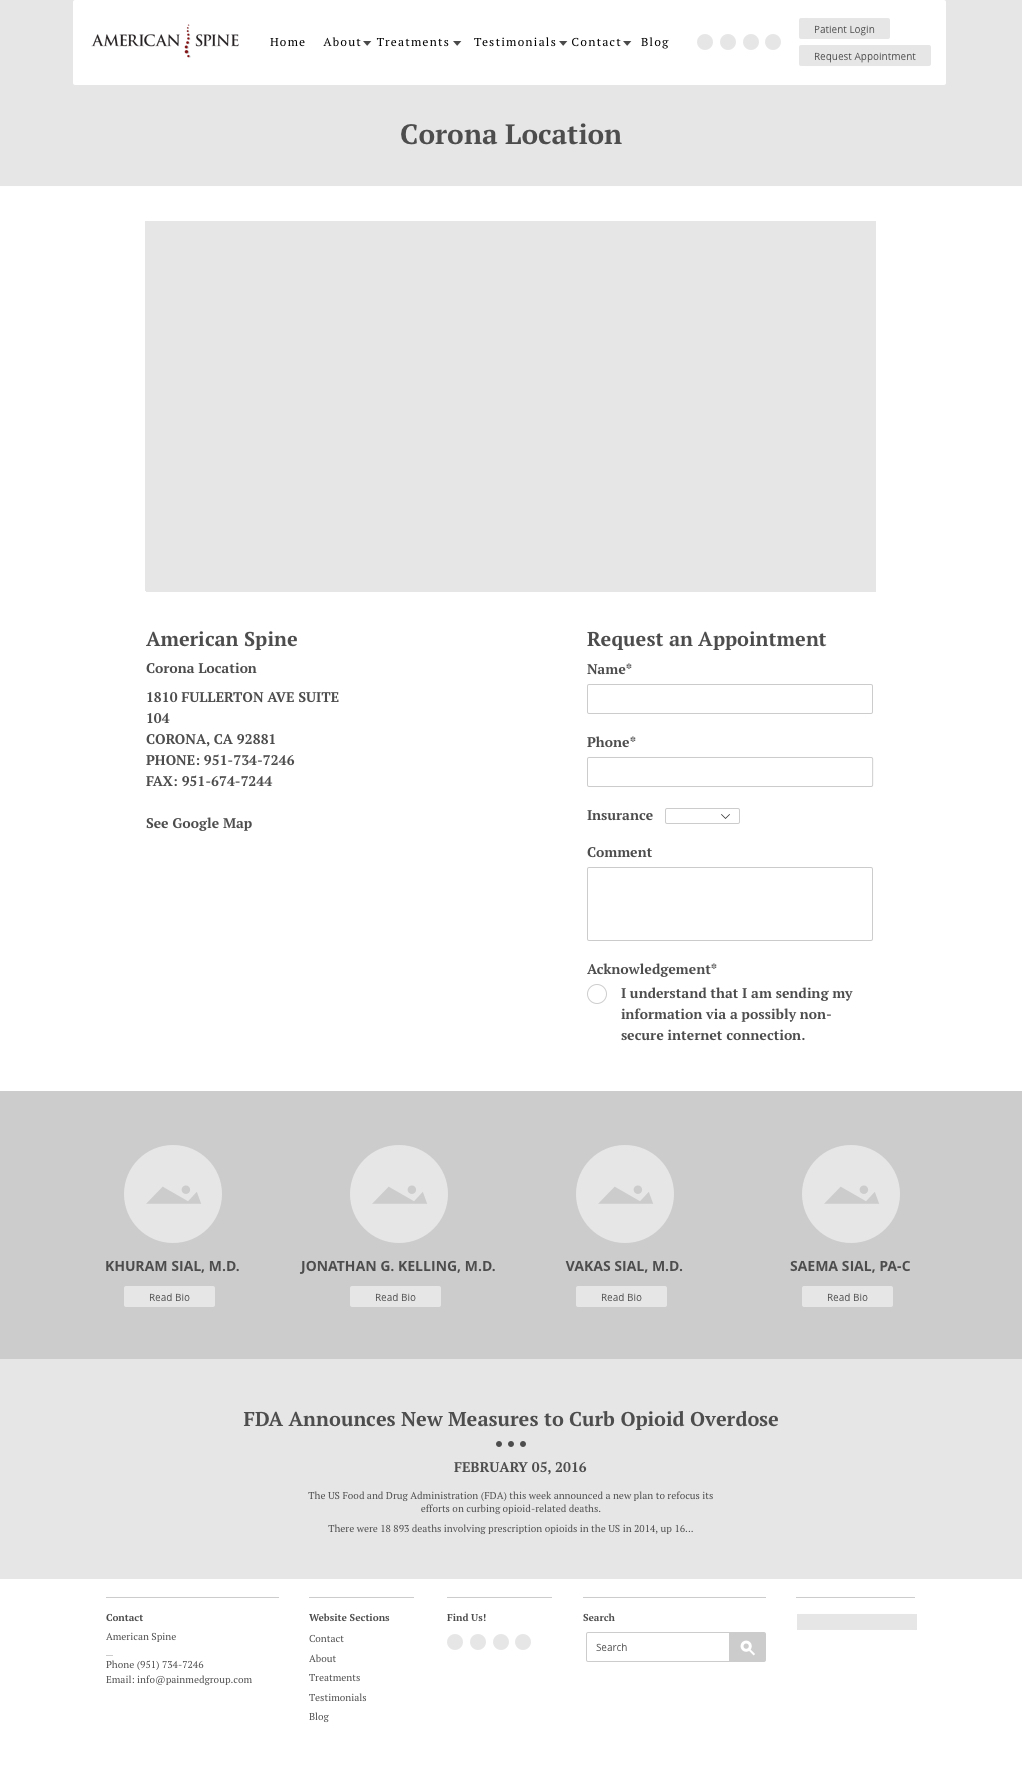 AMERICAN SPINE
Home About Treatments Testimonials Contact Blog
Patient Login
Request Appointment
Corona Location
American Spine
Corona Location
1810 FULLERTON AVE SUITE
104
CORONA, CA 92881
PHONE: 951-734-7246
FAX: 951-674-7244
See Google Map
Request an Appointment
Name*
Phone*
Insurance
Comment
Acknowledgement*
I understand that I am sending my
information via a possibly non-
secure internet connection.
KHURAM SIAL, M.D.
Read Bio
JONATHAN G. KELLING, M.D.
Read Bio
VAKAS SIAL, M.D.
Read Bio
SAEMA SIAL, PA-C
Read Bio
FDA Announces New Measures to Curb Opioid Overdose
FEBRUARY 05, 2016
The US Food and Drug Administration (FDA) this week announced a new plan to refocus its
efforts on curbing opioid-related deaths.
There were 18 893 deaths involving prescription opioids in the US in 2014, up 16...
Contact
American Spine
Phone (951) 734-7246
Email: info@painmedgroup.com
Website Sections
Contact
About
Treatments
Testimonials
Blog
Find Us!
Search
Search